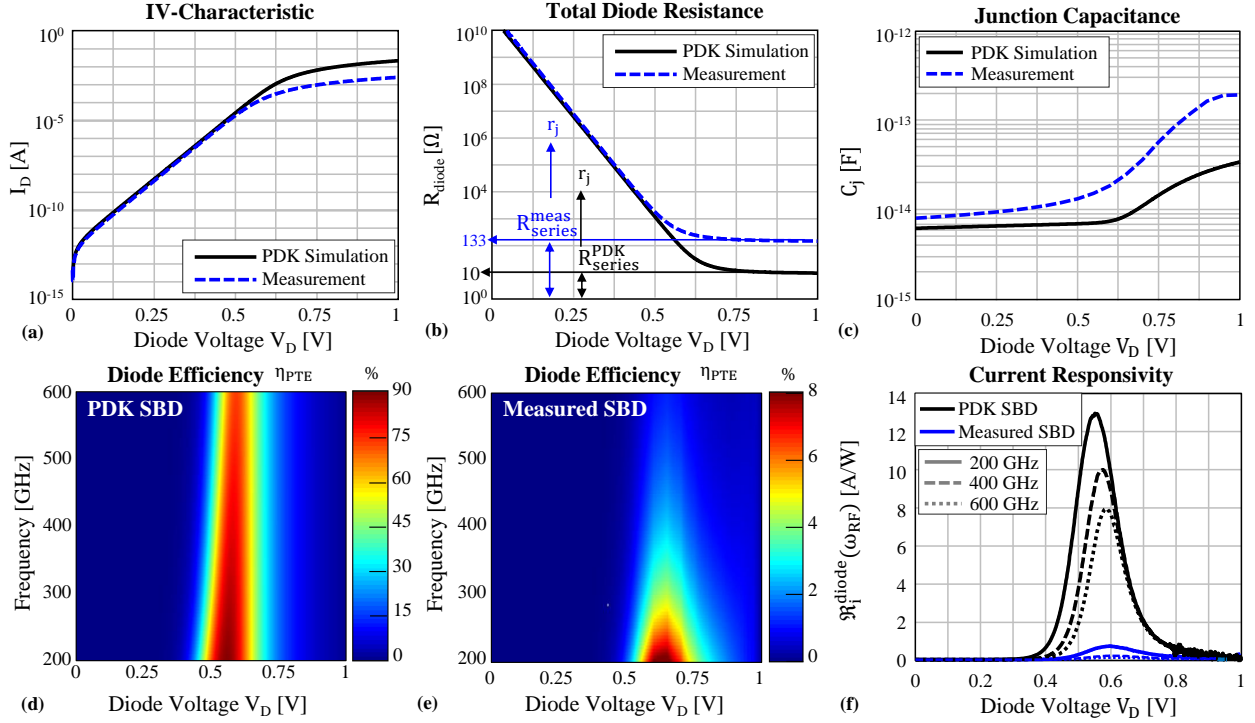 IV-Characteristic
10^0
10^-5
10^-10
10^-15
I_D [A]
PDK Simulation
Measurement
0
0.25
0.5
0.75
1
(a)
Diode Voltage V_D [V]
Total Diode Resistance
10^10
10^8
10^6
10^4
133
10
10^0
R_diode [Ω]
PDK Simulation
Measurement
r_j
r_j
R_series^meas
R_series^PDK
0
0.25
0.5
0.75
1
(b)
Diode Voltage V_D [V]
Junction Capacitance
10^-12
10^-13
10^-14
10^-15
C_j [F]
PDK Simulation
Measurement
0
0.25
0.5
0.75
1
(c)
Diode Voltage V_D [V]
Diode Efficiency η_PTE
%
PDK SBD
600
500
400
300
200
Frequency [GHz]
90
75
60
45
30
15
0
0
0.25
0.5
0.75
1
(d)
Diode Voltage V_D [V]
Diode Efficiency η_PTE
%
Measured SBD
600
500
400
300
200
Frequency [GHz]
8
6
4
2
0
0
0.25
0.5
0.75
1
(e)
Diode Voltage V_D [V]
Current Responsivity
14
13
12
10
8
6
4
2
1
0
ℜ_i^diode(ω_RF) [A/W]
PDK SBD
Measured SBD
200 GHz
400 GHz
600 GHz
0
0.2
0.4
0.6
0.8
1
(f)
Diode Voltage V_D [V]